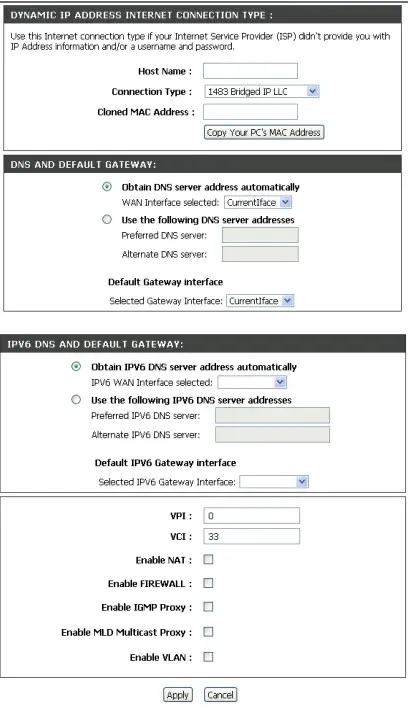 DYNAMIC IP ADDRESS INTERNET CONNECTION TYPE :
Use this Internet connection type if your Internet Service Provider (ISP) didn't provide you with
IP Address information and/or a username and password.
Host Name :
Connection Type : 1483 Bridged IP LLC
Cloned MAC Address :
Copy Your PC's MAC Address
DNS AND DEFAULT GATEWAY:
Obtain DNS server address automatically
WAN Interface selected: CurrentIface
Use the following DNS server addresses
Preferred DNS server:
Alternate DNS server:
Default Gateway interface
Selected Gateway Interface: CurrentIface
IPV6 DNS AND DEFAULT GATEWAY:
Obtain IPV6 DNS server address automatically
IPV6 WAN Interface selected:
Use the following IPV6 DNS server addresses
Preferred IPV6 DNS server:
Alternate IPV6 DNS server:
Default IPV6 Gateway interface
Selected IPV6 Gateway Interface:
VPI : 0
VCI : 33
Enable NAT :
Enable FIREWALL :
Enable IGMP Proxy :
Enable MLD Multicast Proxy :
Enable VLAN :
Apply Cancel